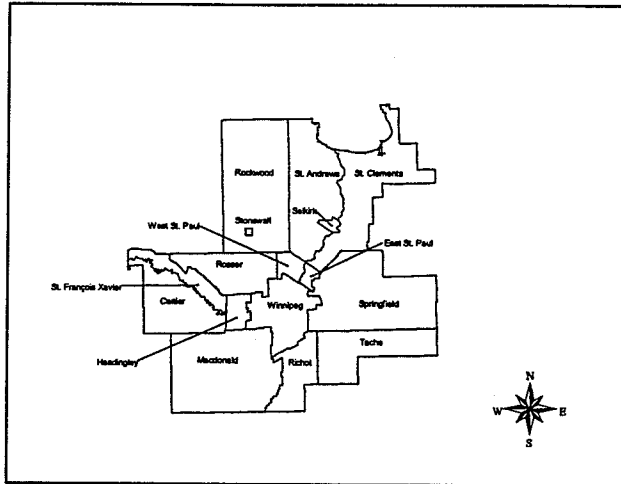 Rockwood
St. Andrews
St. Clements
Stonewall
Selkirk
West St. Paul
East St. Paul
Rosser
St. François Xavier
Cartier
Winnipeg
Springfield
Headingley
Macdonald
Richot
Tache
N
W
E
S